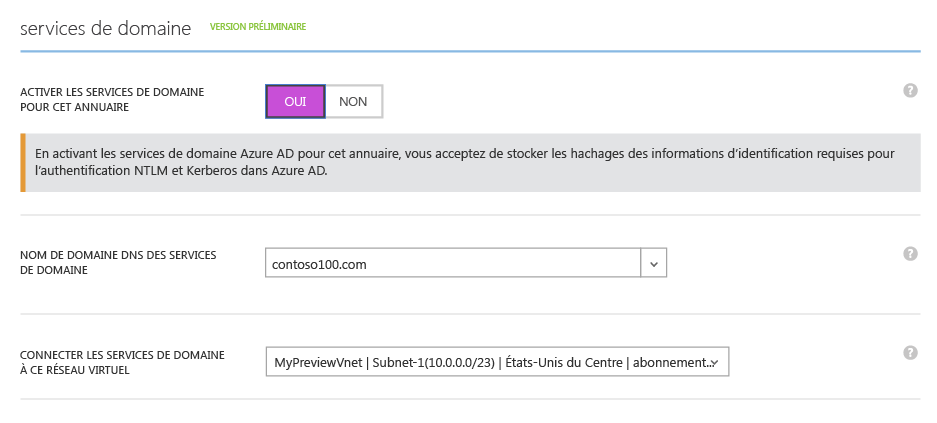 services de domaine VERSION PRÉLIMINAIRE
ACTIVER LES SERVICES DE DOMAINE
POUR CET ANNUAIRE
OUI NON
?
En activant les services de domaine Azure AD pour cet annuaire, vous acceptez de stocker les hachages des informations d'identification requises pour
l'authentification NTLM et Kerberos dans Azure AD.
NOM DE DOMAINE DNS DES SERVICES
DE DOMAINE
contoso100.com
?
CONNECTER LES SERVICES DE DOMAINE
À CE RÉSEAU VIRTUEL
MyPreviewVnet | Subnet-1(10.0.0.0/23) | États-Unis du Centre | abonnement...
?